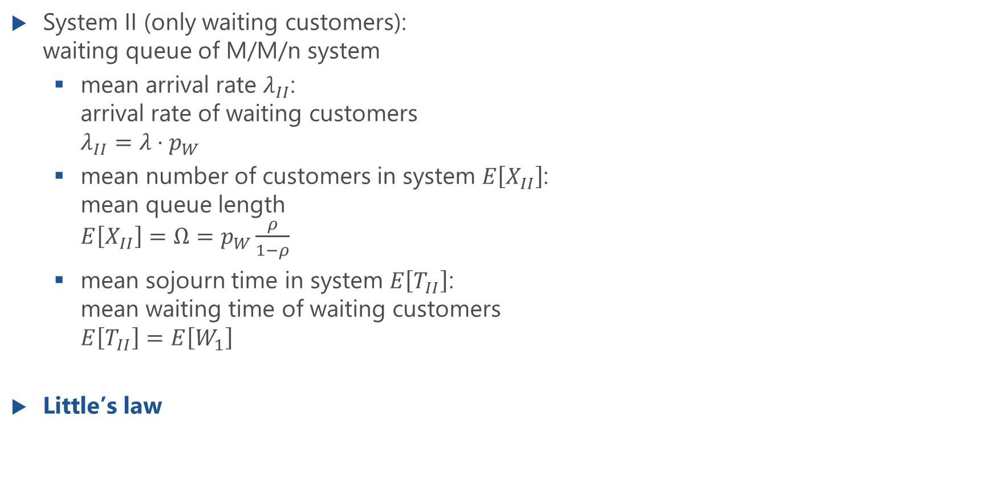 ▶ System II (only waiting customers):
waiting queue of M/M/n system
▪ mean arrival rate $\lambda_{II}$:
arrival rate of waiting customers
$\lambda_{II} = \lambda \cdot p_W$
▪ mean number of customers in system $E[X_{II}]$:
mean queue length
$E[X_{II}] = \Omega = p_W \frac{\rho}{1-\rho}$
▪ mean sojourn time in system $E[T_{II}]$:
mean waiting time of waiting customers
$E[T_{II}] = E[W_1]$
▶ Little’s law